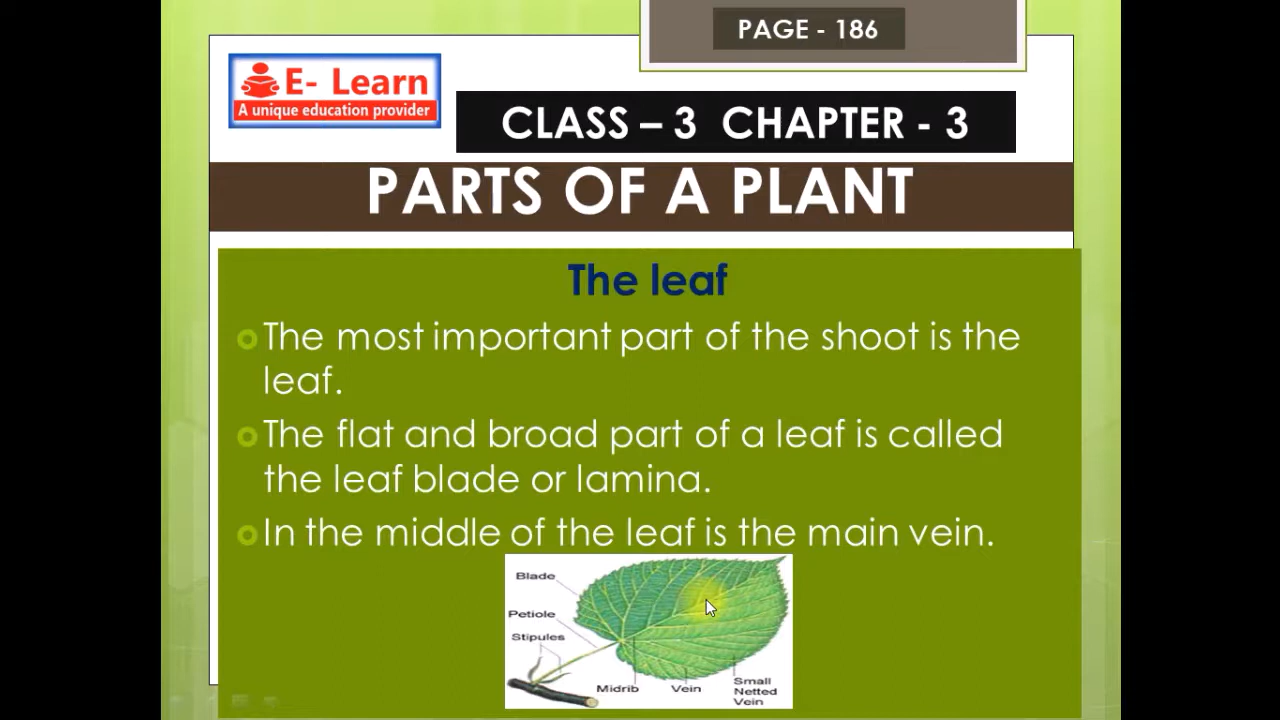 PAGE - 186
E- Learn
A unique education provider
CLASS – 3 CHAPTER - 3
PARTS OF A PLANT
The leaf
The most important part of the shoot is the
leaf.
The flat and broad part of a leaf is called
the leaf blade or lamina.
In the middle of the leaf is the main vein.
Blade
Petiole
Stipules
Midrib
Vein
Small
Netted
Vein